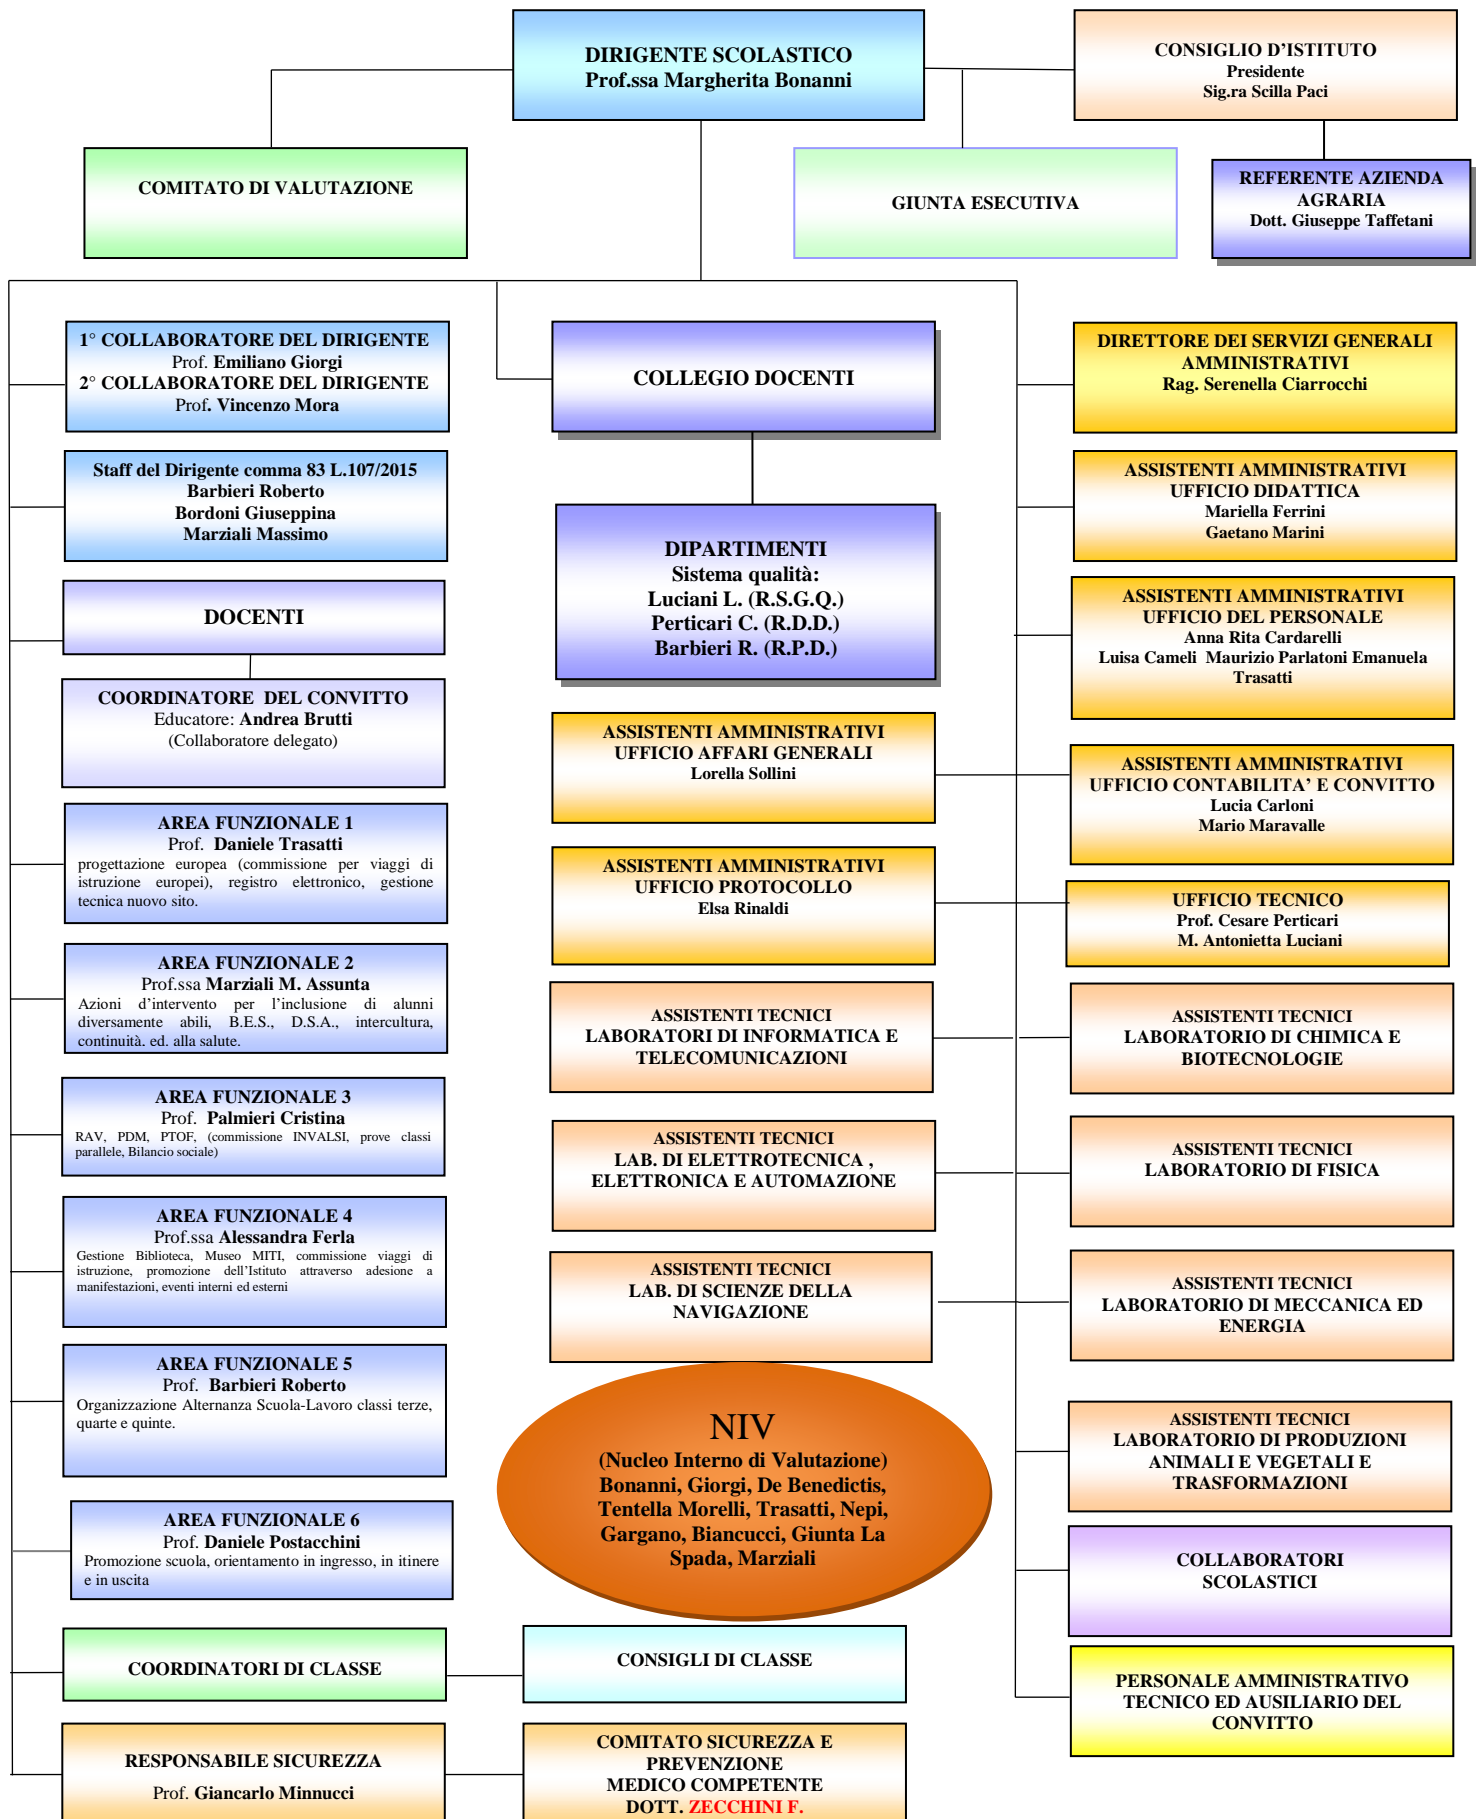 DIRIGENTE SCOLASTICO
Prof.ssa Margherita Bonanni
CONSIGLIO D'ISTITUTO
Presidente
Sig.ra Scilla Paci
COMITATO DI VALUTAZIONE
GIUNTA ESECUTIVA
REFERENTE AZIENDA
AGRARIA
Dott. Giuseppe Taffetani
1° COLLABORATORE DEL DIRIGENTE
Prof. Emiliano Giorgi
2° COLLABORATORE DEL DIRIGENTE
Prof. Vincenzo Mora
COLLEGIO DOCENTI
DIRETTORE DEI SERVIZI GENERALI
AMMINISTRATIVI
Rag. Serenella Ciarrocchi
Staff del Dirigente comma 83 L.107/2015
Barbieri Roberto
Bordoni Giuseppina
Marziali Massimo
ASSISTENTI AMMINISTRATIVI
UFFICIO DIDATTICA
Mariella Ferrini
Gaetano Marini
DIPARTIMENTI
Sistema qualità:
Luciani L. (R.S.G.Q.)
Perticari C. (R.D.D.)
Barbieri R. (R.P.D.)
DOCENTI
ASSISTENTI AMMINISTRATIVI
UFFICIO DEL PERSONALE
Anna Rita Cardarelli
Luisa Cameli  Maurizio Parlatoni Emanuela
Trasatti
COORDINATORE  DEL CONVITTO
Educatore: Andrea Brutti
(Collaboratore delegato)
ASSISTENTI AMMINISTRATIVI
UFFICIO AFFARI GENERALI
Lorella Sollini
ASSISTENTI AMMINISTRATIVI
UFFICIO CONTABILITA' E CONVITTO
Lucia Carloni
Mario Maravalle
AREA FUNZIONALE 1
Prof.  Daniele Trasatti
progettazione europea (commissione per viaggi di
istruzione europei), registro elettronico, gestione
tecnica nuovo sito.
ASSISTENTI AMMINISTRATIVI
UFFICIO PROTOCOLLO
Elsa Rinaldi
UFFICIO TECNICO
Prof. Cesare Perticari
M. Antonietta Luciani
AREA FUNZIONALE 2
Prof.ssa Marziali M. Assunta
Azioni d'intervento per l'inclusione di alunni
diversamente abili, B.E.S., D.S.A., intercultura,
continuità. ed. alla salute.
ASSISTENTI TECNICI
LABORATORI DI INFORMATICA E
TELECOMUNICAZIONI
ASSISTENTI TECNICI
LABORATORIO DI CHIMICA E
BIOTECNOLOGIE
AREA FUNZIONALE 3
Prof.  Palmieri Cristina
RAV, PDM, PTOF, (commissione INVALSI, prove classi
parallele, Bilancio sociale)
ASSISTENTI TECNICI
LAB. DI ELETTROTECNICA ,
ELETTRONICA E AUTOMAZIONE
ASSISTENTI TECNICI
LABORATORIO DI FISICA
AREA FUNZIONALE 4
Prof.ssa Alessandra Ferla
Gestione Biblioteca, Museo MITI, commissione viaggi di
istruzione, promozione dell'Istituto attraverso adesione a
manifestazioni, eventi interni ed esterni
ASSISTENTI TECNICI
LAB. DI SCIENZE DELLA
NAVIGAZIONE
ASSISTENTI TECNICI
LABORATORIO DI MECCANICA ED
ENERGIA
AREA FUNZIONALE 5
Prof.  Barbieri Roberto
Organizzazione Alternanza Scuola-Lavoro classi terze,
quarte e quinte.
NIV
(Nucleo Interno di Valutazione)
Bonanni, Giorgi, De Benedictis,
Tentella Morelli, Trasatti, Nepi,
Gargano, Biancucci, Giunta La
Spada, Marziali
ASSISTENTI TECNICI
LABORATORIO DI PRODUZIONI
ANIMALI E VEGETALI E
TRASFORMAZIONI
AREA FUNZIONALE 6
Prof. Daniele Postacchini
Promozione scuola, orientamento in ingresso, in itinere
e in uscita
COLLABORATORI
SCOLASTICI
COORDINATORI DI CLASSE
CONSIGLI DI CLASSE
PERSONALE AMMINISTRATIVO
TECNICO ED AUSILIARIO DEL
CONVITTO
RESPONSABILE SICUREZZA
Prof. Giancarlo Minnucci
COMITATO SICUREZZA E
PREVENZIONE
MEDICO COMPETENTE
DOTT. ZECCHINI F.